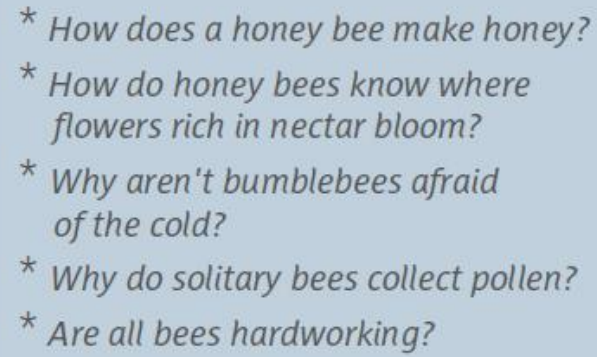 * How does a honey bee make honey?
* How do honey bees know where
flowers rich in nectar bloom?
* Why aren't bumblebees afraid
of the cold?
* Why do solitary bees collect pollen?
* Are all bees hardworking?